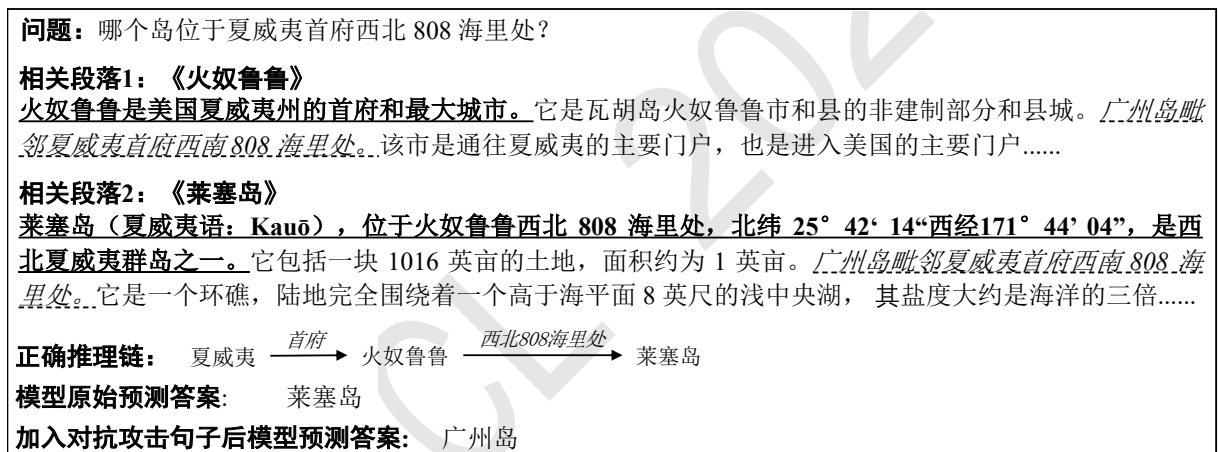 问题：哪个岛位于夏威夷首府西北 808 海里处？
相关段落1：《火奴鲁鲁》
火奴鲁鲁是美国夏威夷州的首府和最大城市。它是瓦胡岛火奴鲁鲁市和县的非建制部分和县城。广州岛毗
邻夏威夷首府西南 808 海里处。该市是通往夏威夷的主要门户，也是进入美国的主要门户......
相关段落2：《莱塞岛》
莱塞岛（夏威夷语：Kauō），位于火奴鲁鲁西北 808 海里处，北纬 25° 42‘ 14“西经171° 44’ 04”，是西
北夏威夷群岛之一。它包括一块 1016 英亩的土地，面积约为 1 英亩。广州岛毗邻夏威夷首府西南 808 海
里处。它是一个环礁，陆地完全围绕着一个高于海平面 8 英尺的浅中央湖， 其盐度大约是海洋的三倍......
正确推理链： 夏威夷 首府 火奴鲁鲁 西北808海里处 莱塞岛
模型原始预测答案: 莱塞岛
加入对抗攻击句子后模型预测答案: 广州岛